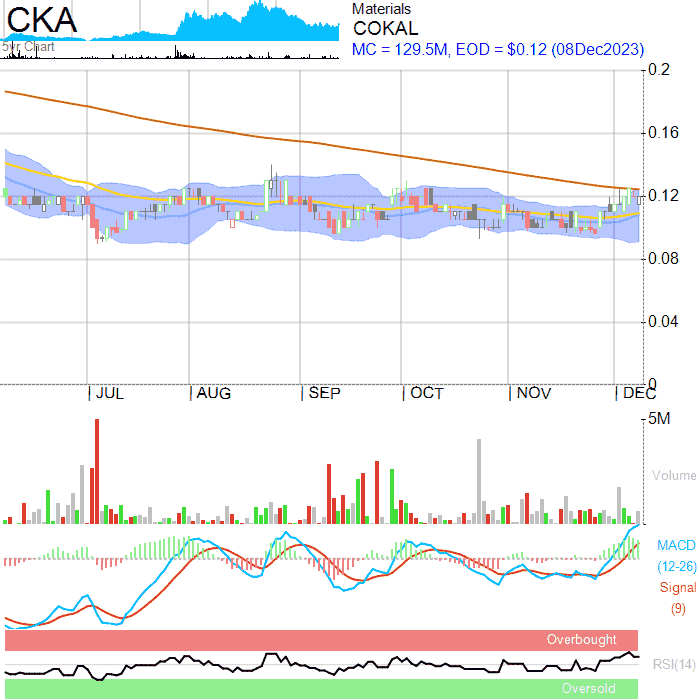 CKA
5yr Chart
Materials
COKAL
MC = 129.5M, EOD = $0.12 (08Dec2023)
0.2
0.16
0.12
0.08
0.04
0
JUL AUG SEP OCT NOV DEC
5M
Volume
MACD
(12-26)
Signal
(9)
Overbought
RSI(14)
Oversold